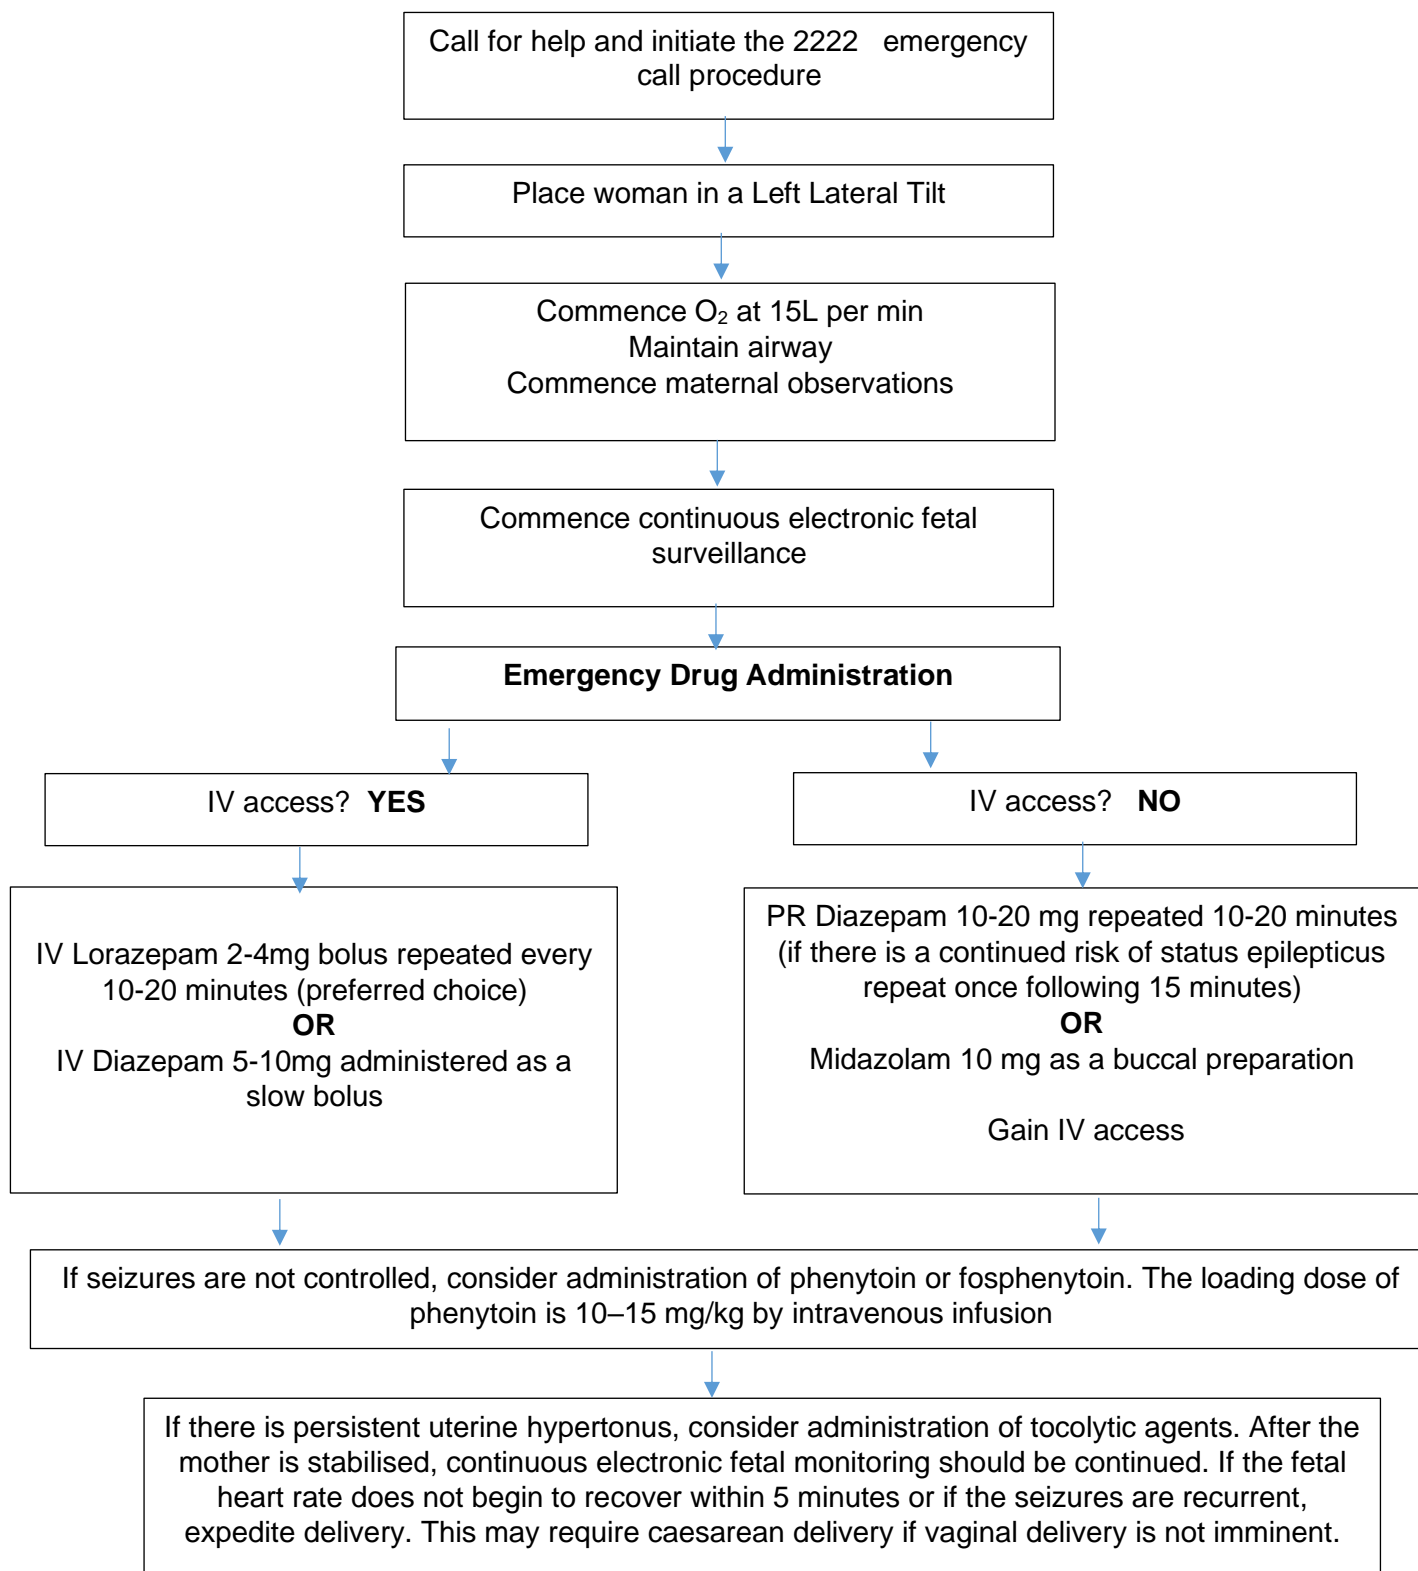 Call for help and initiate the 2222 emergency
call procedure
Place woman in a Left Lateral Tilt
Commence O₂ at 15L per min
Maintain airway
Commence maternal observations
Commence continuous electronic fetal
surveillance
Emergency Drug Administration
IV access? YES
IV Lorazepam 2-4mg bolus repeated every
10-20 minutes (preferred choice)
OR
IV Diazepam 5-10mg administered as a
slow bolus
IV access? NO
PR Diazepam 10-20 mg repeated 10-20 minutes
(if there is a continued risk of status epilepticus
repeat once following 15 minutes)
OR
Midazolam 10 mg as a buccal preparation
Gain IV access
If seizures are not controlled, consider administration of phenytoin or fosphenytoin. The loading dose of
phenytoin is 10–15 mg/kg by intravenous infusion
If there is persistent uterine hypertonus, consider administration of tocolytic agents. After the
mother is stabilised, continuous electronic fetal monitoring should be continued. If the fetal
heart rate does not begin to recover within 5 minutes or if the seizures are recurrent,
expedite delivery. This may require caesarean delivery if vaginal delivery is not imminent.